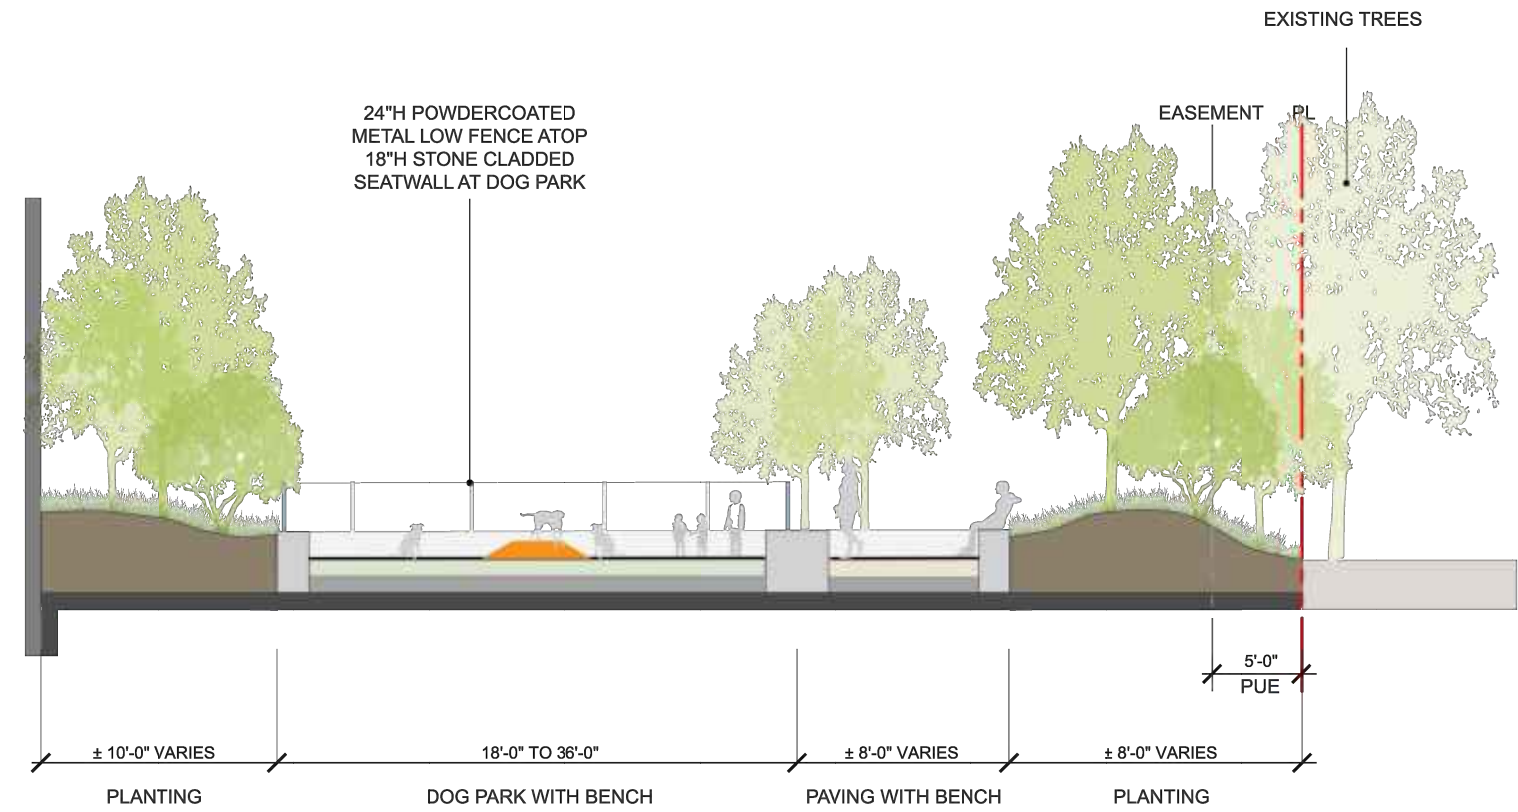 EXISTING TREES
24"H POWDERCOATED
METAL LOW FENCE ATOP
18"H STONE CLADDED
SEATWALL AT DOG PARK
EASEMENT
PL
5'-0"
PUE
± 10'-0" VARIES
18'-0" TO 36'-0"
± 8'-0" VARIES
± 8'-0" VARIES
PLANTING
DOG PARK WITH BENCH
PAVING WITH BENCH
PLANTING